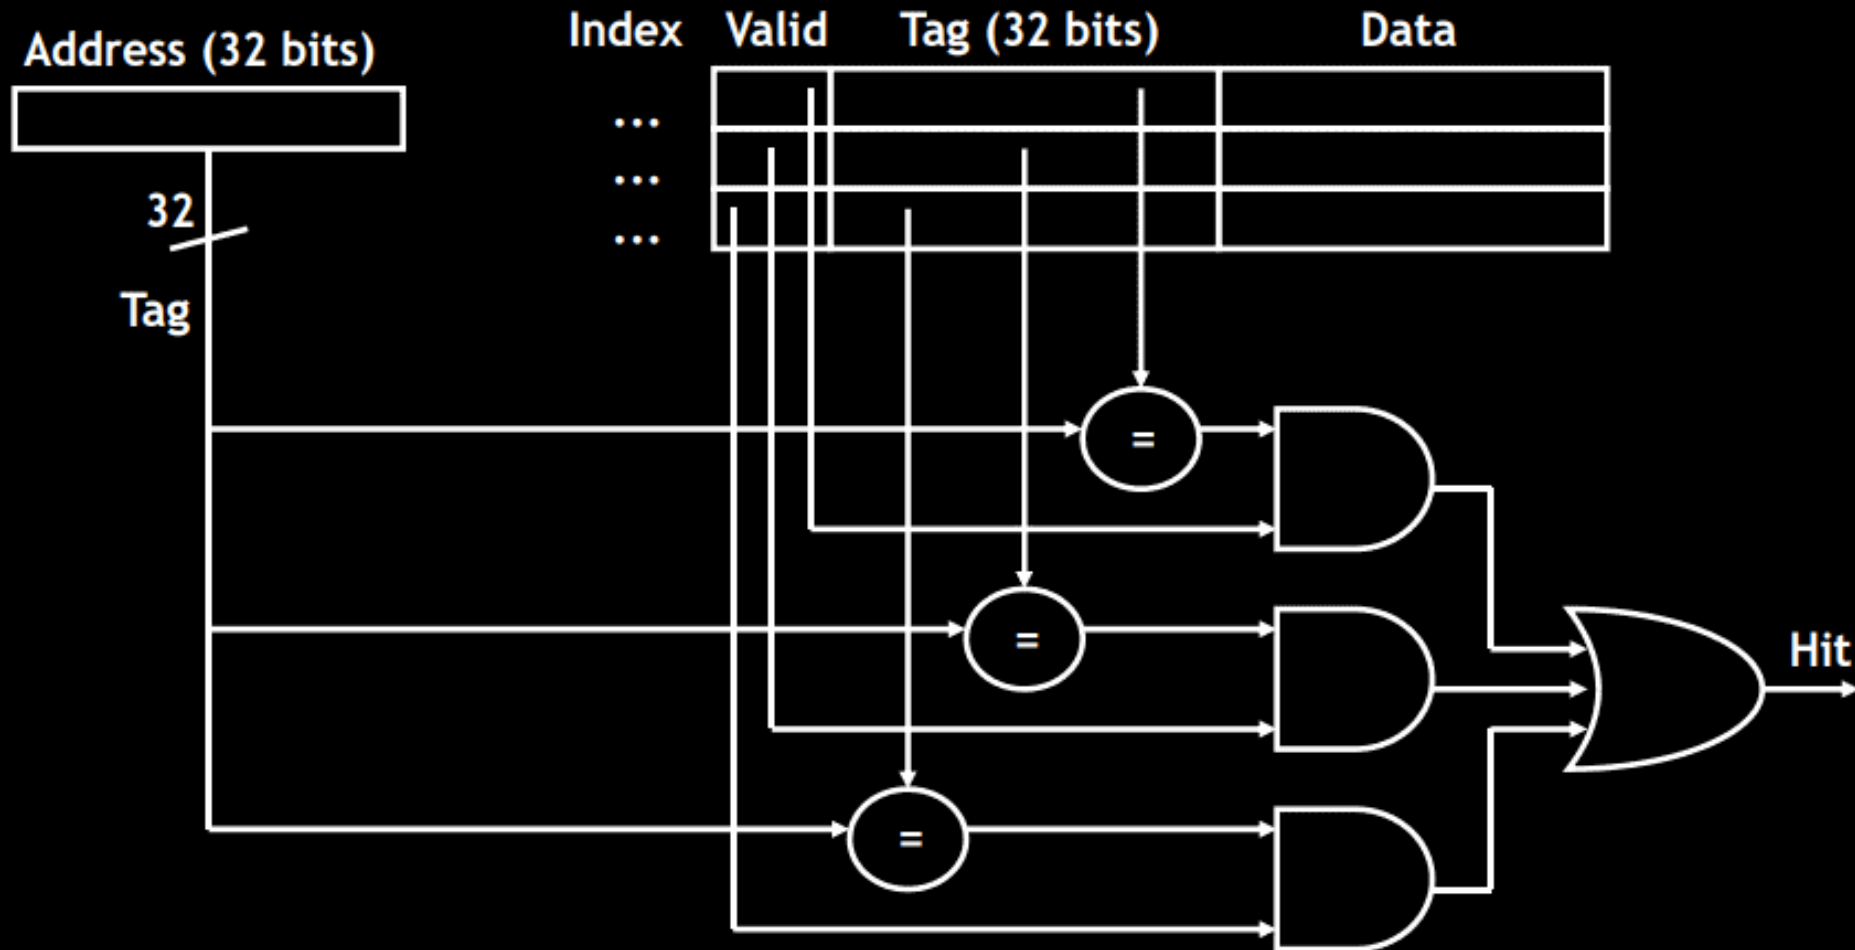 Address (32 bits)
Index Valid Tag (32 bits) Data
...
...
...
32
Tag
=
=
=
Hit